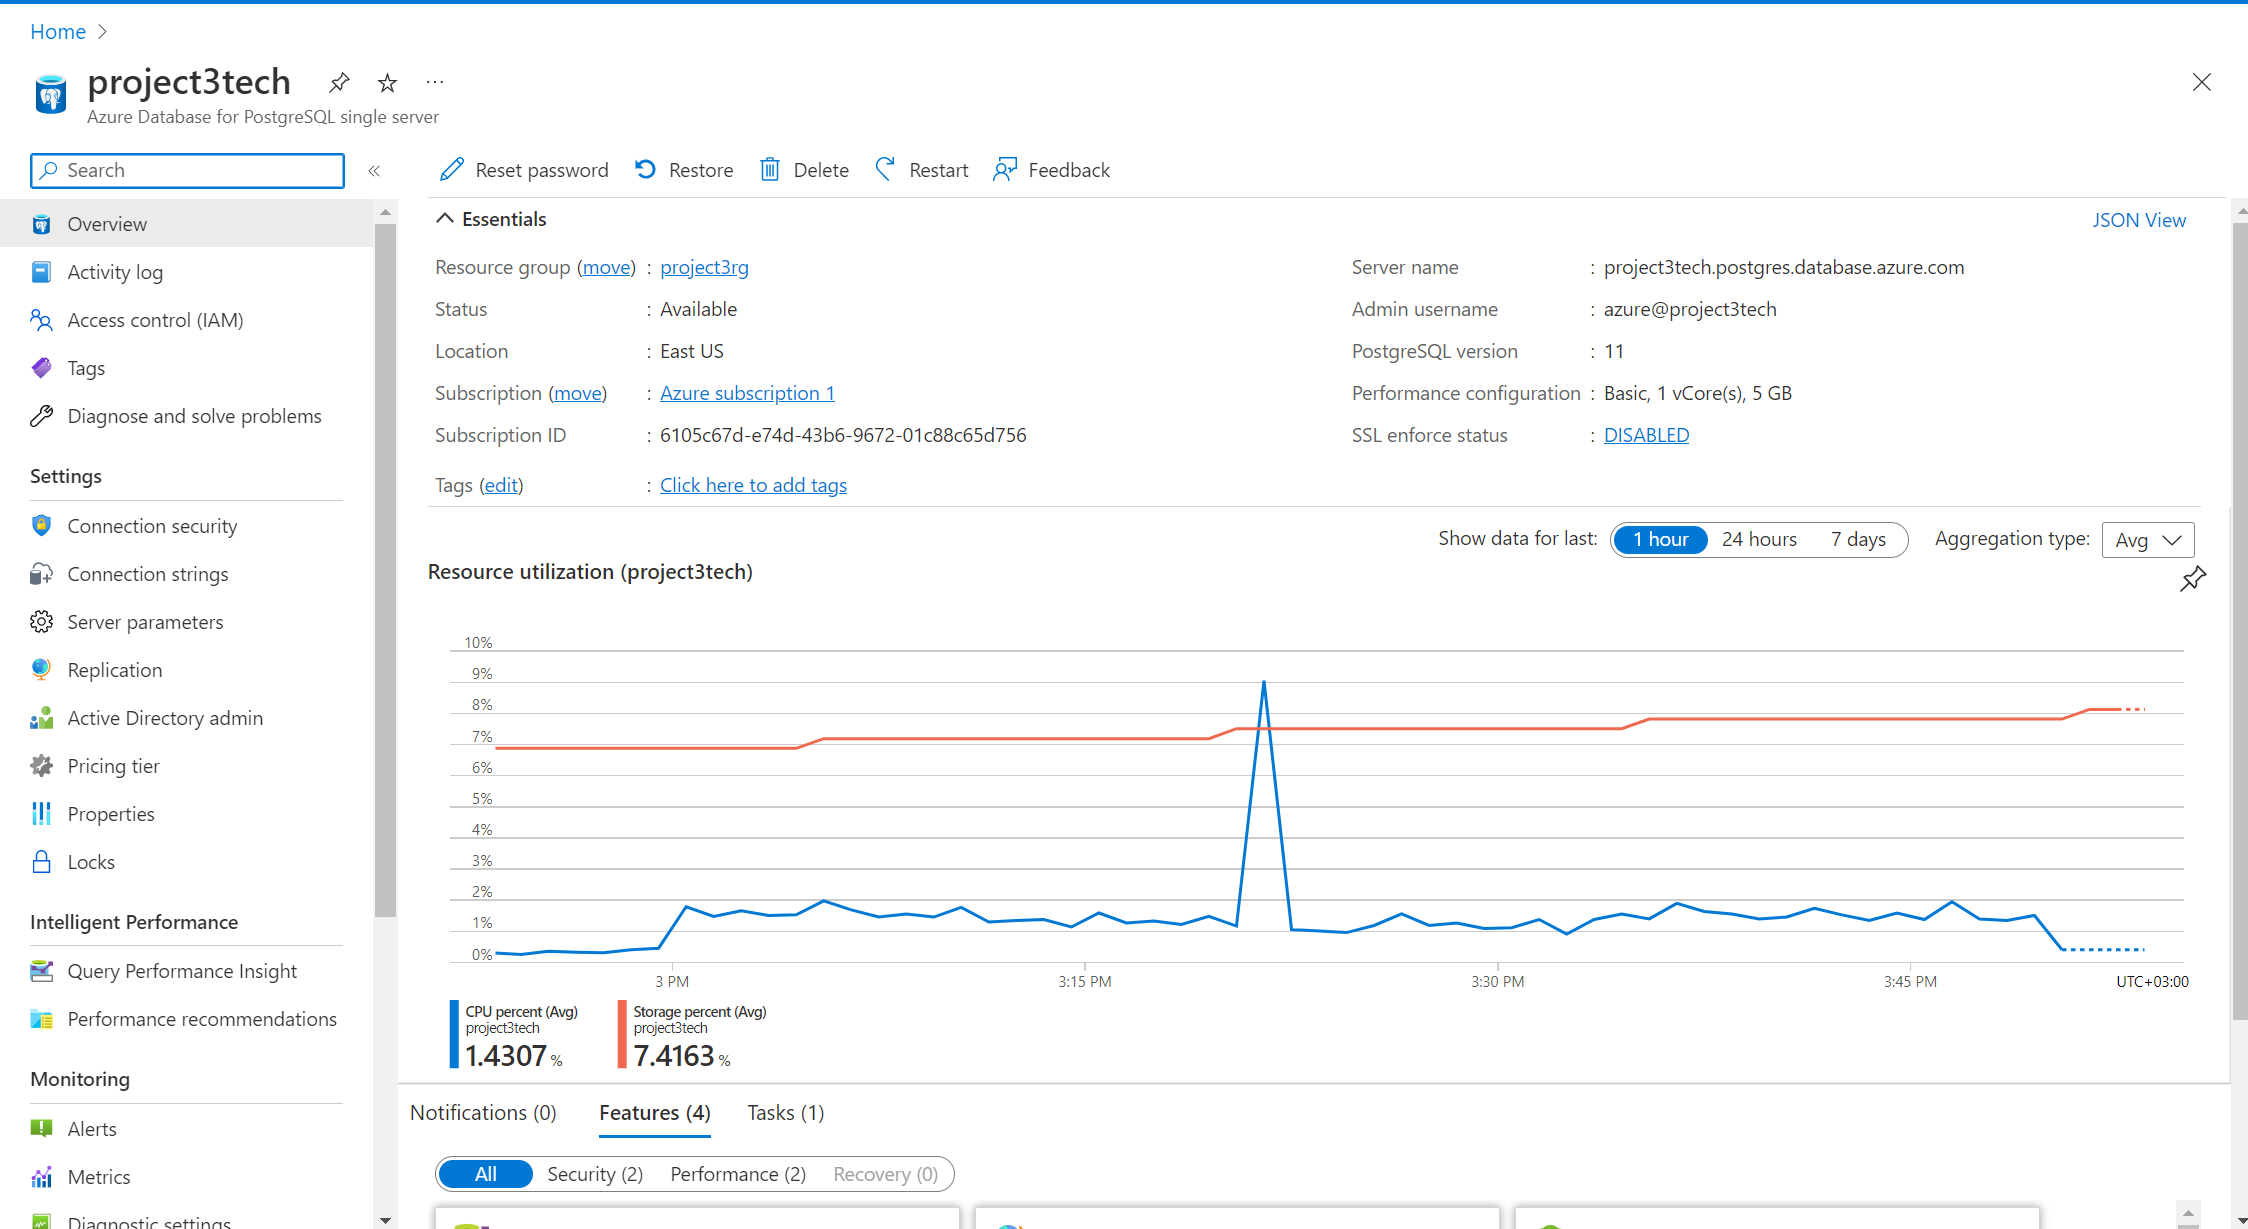 Home
project3tech
Azure Database for PostgreSQL single server
Search
«
Reset password
Restore
Delete
Restart
Feedback
Overview
Activity log
Access control (IAM)
Tags
Diagnose and solve problems
Settings
Connection security
Connection strings
Server parameters
Replication
Active Directory admin
Pricing tier
Properties
Locks
Intelligent Performance
Query Performance Insight
Performance recommendations
Monitoring
Alerts
Metrics
Diagnostic settings
Essentials
JSON View
Resource group (move) : project3rg
Status : Available
Location : East US
Subscription (move) : Azure subscription 1
Subscription ID : 6105c67d-e74d-43b6-9672-01c88c65d756
Tags (edit) : Click here to add tags
Server name : project3tech.postgres.database.azure.com
Admin username : azure@project3tech
PostgreSQL version : 11
Performance configuration : Basic, 1 vCore(s), 5 GB
SSL enforce status : DISABLED
Show data for last: 1 hour 24 hours 7 days Aggregation type: Avg
Resource utilization (project3tech)
10%
9%
8%
7%
6%
5%
4%
3%
2%
1%
0%
3 PM 3:15 PM 3:30 PM 3:45 PM UTC+03:00
CPU percent (Avg)
project3tech
1.4307 %
Storage percent (Avg)
project3tech
7.4163 %
Notifications (0) Features (4) Tasks (1)
All Security (2) Performance (2) Recovery (0)